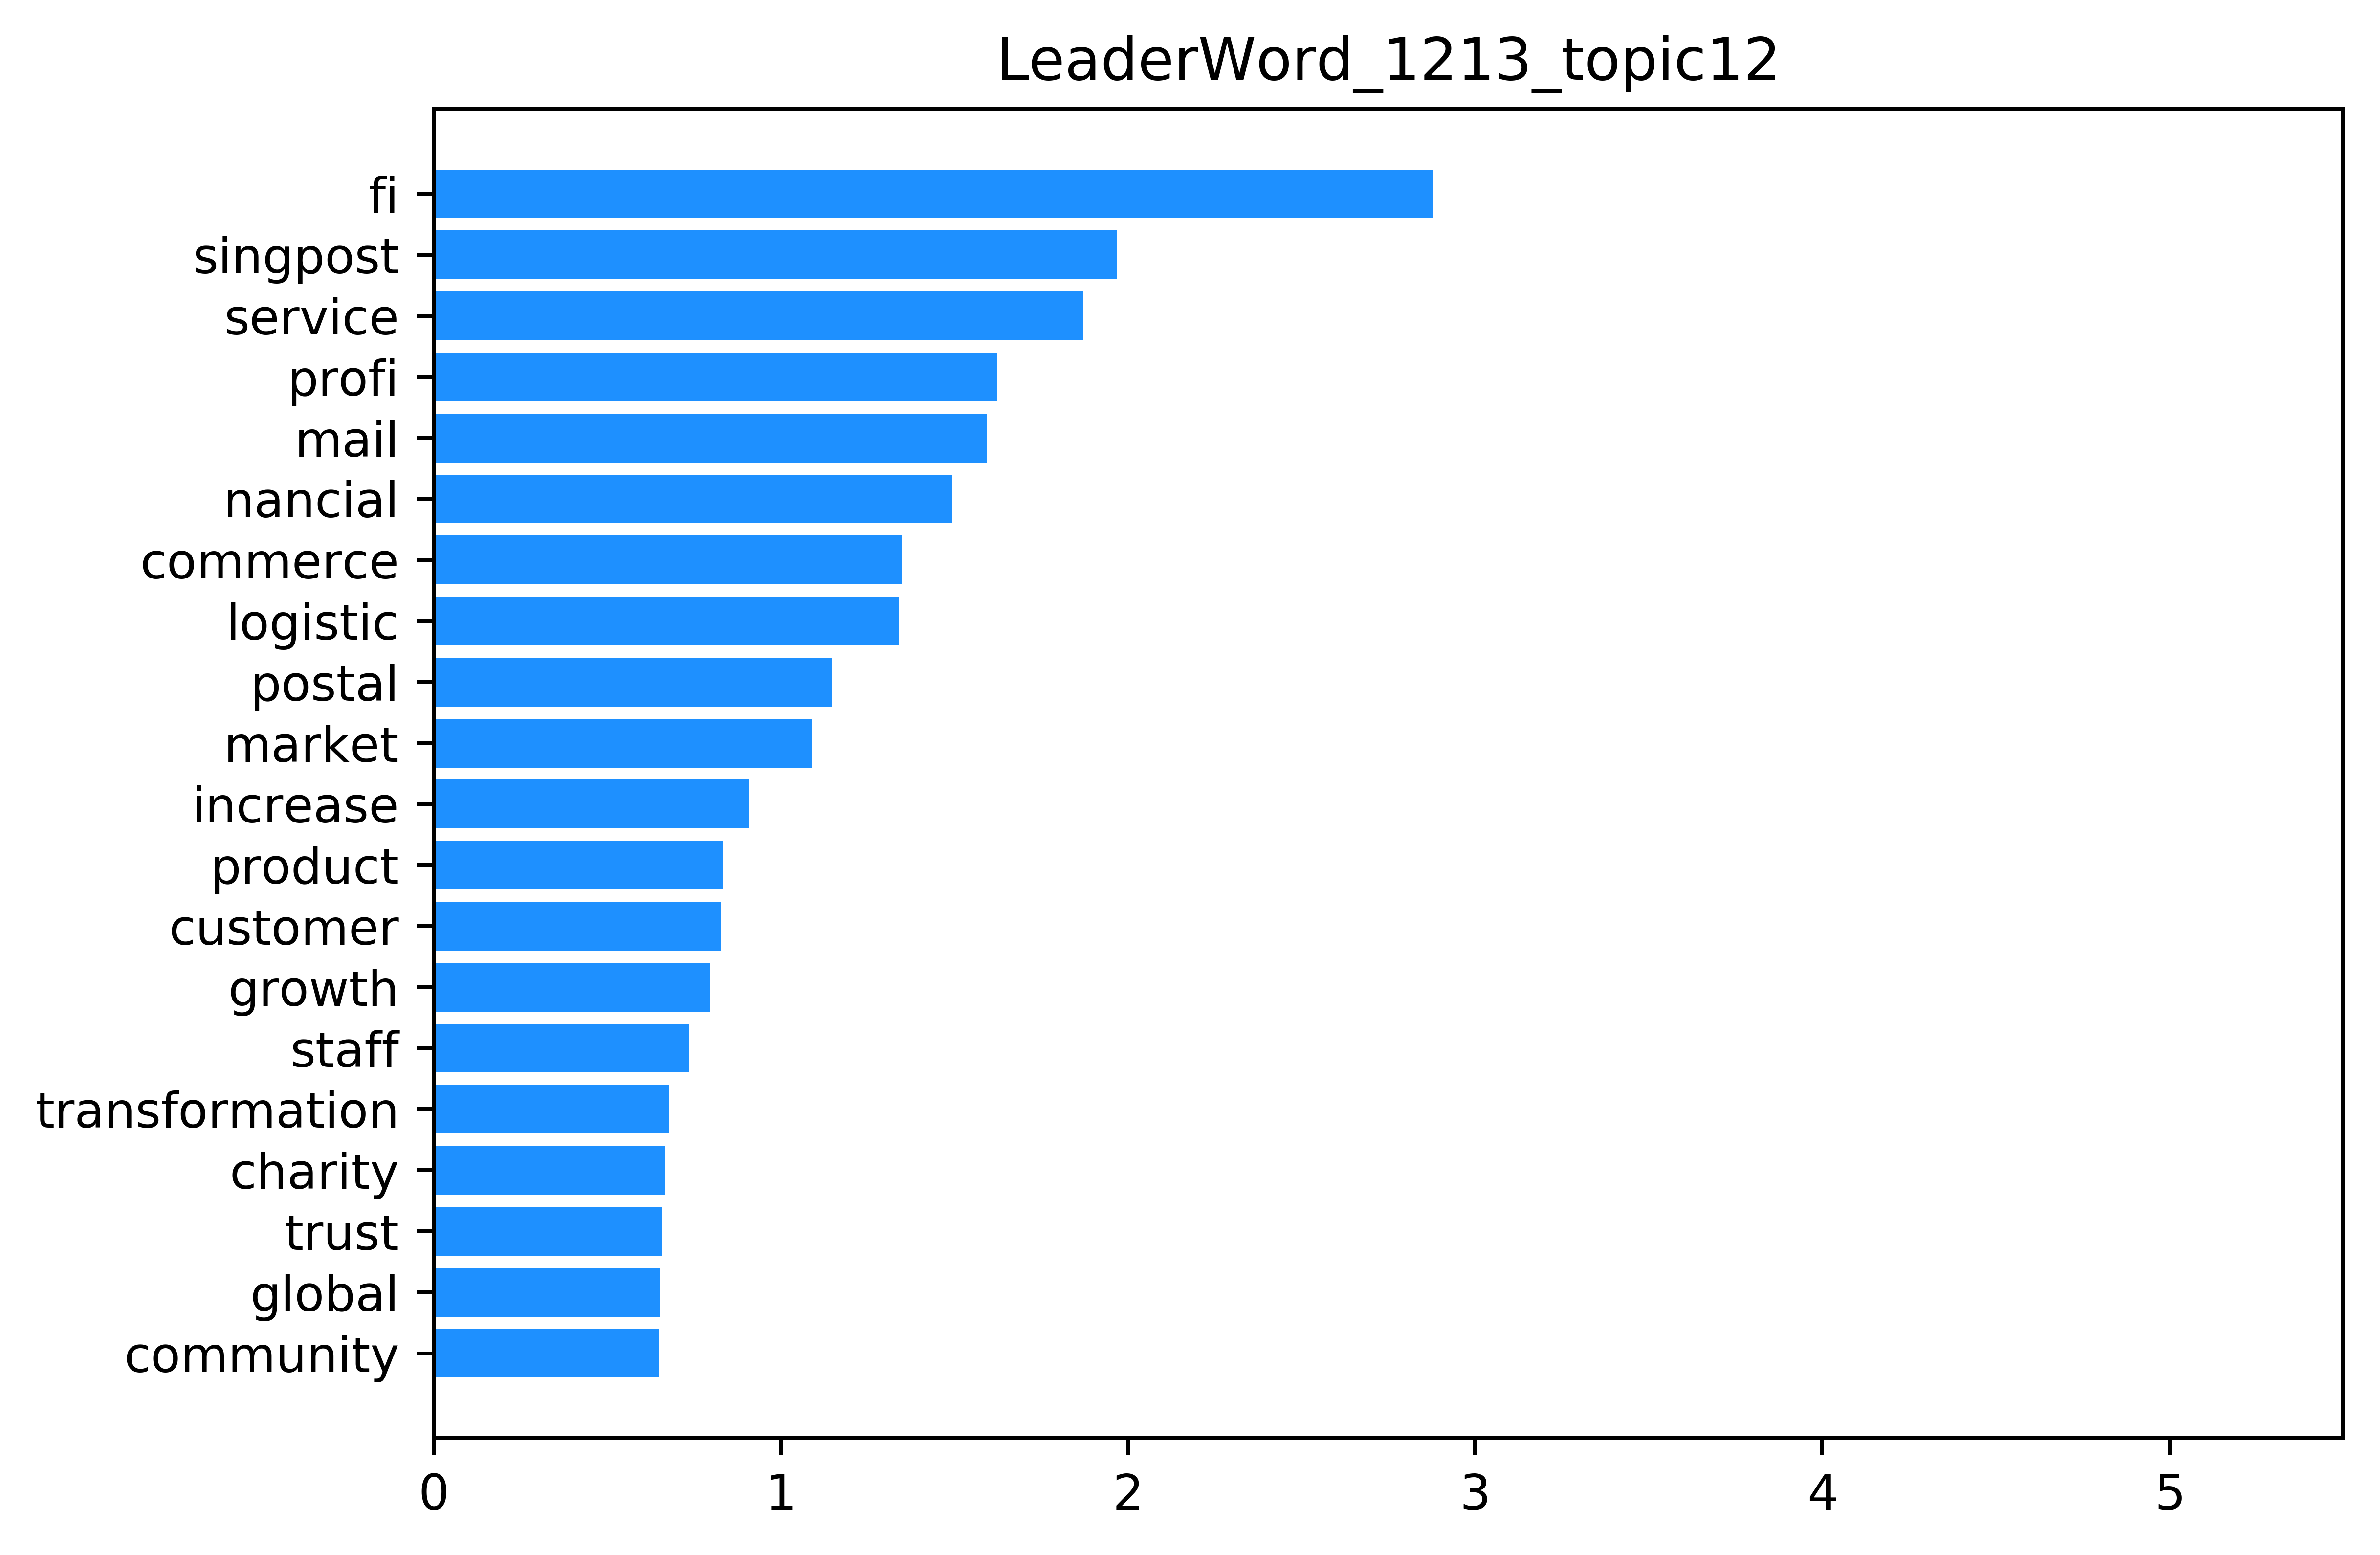 LeaderWord_1213_topic12
fi
singpost
service
profi
mail
nancial
commerce
logistic
postal
market
increase
product
customer
growth
staff
transformation
charity
trust
global
community
0 1 2 3 4 5